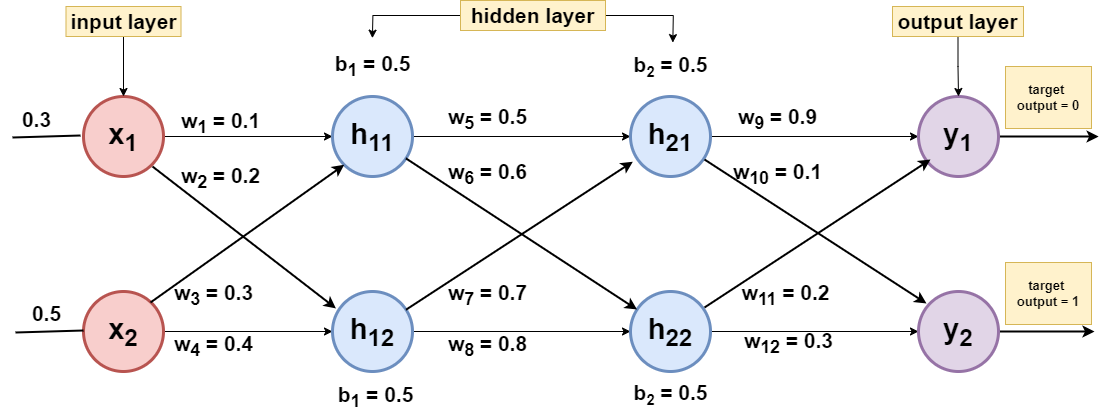 input layer
hidden layer
output layer
b₁ = 0.5
b₂ = 0.5
target
output = 0
0.3
x₁
w₁ = 0.1
h₁₁
w₅ = 0.5
h₂₁
w₉ = 0.9
y₁
w₂ = 0.2
w₆ = 0.6
w₁₀ = 0.1
w₃ = 0.3
w₇ = 0.7
w₁₁ = 0.2
target
output = 1
0.5
x₂
w₄ = 0.4
h₁₂
w₈ = 0.8
h₂₂
w₁₂ = 0.3
y₂
b₁ = 0.5
b₂ = 0.5